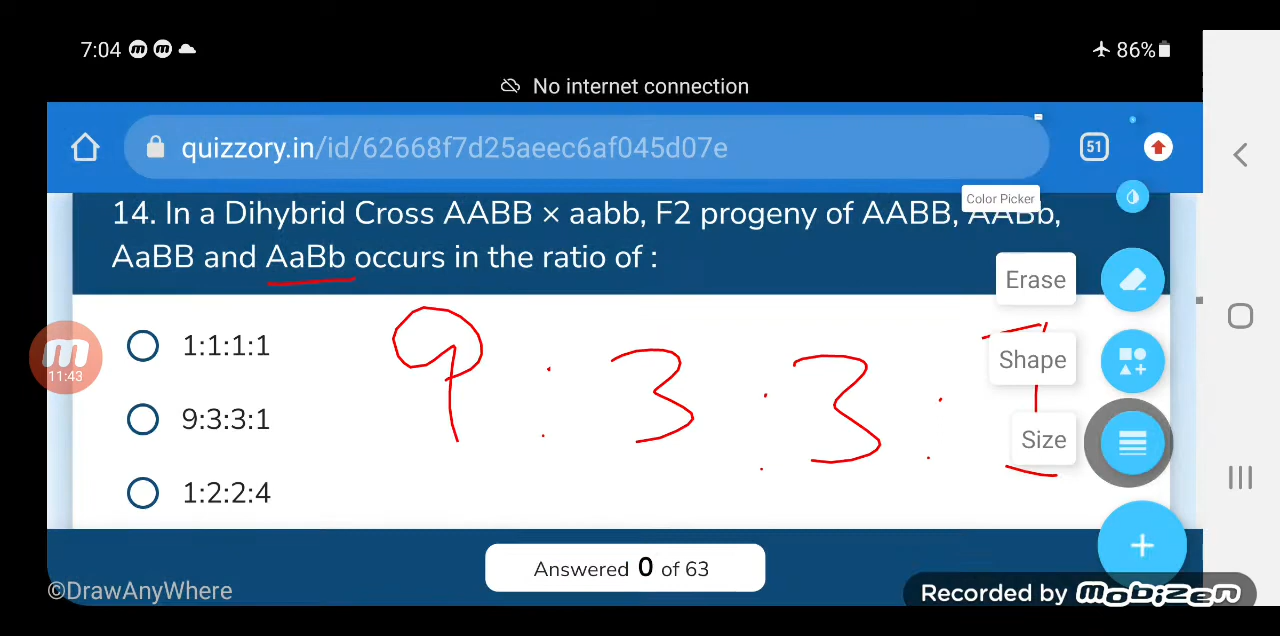 7:04 86%
No internet connection
quizzory.in/id/62668f7d25aeec6af045d07e 51
Color Picker
14. In a Dihybrid Cross AABB × aabb, F2 progeny of AABB, AABb,
AaBB and AaBb occurs in the ratio of :
Erase
1:1:1:1
9 : 3 : 3 : 1
Shape
11:43
9:3:3:1
Size
1:2:2:4
Answered 0 of 63
©DrawAnyWhere
Recorded by mobizen